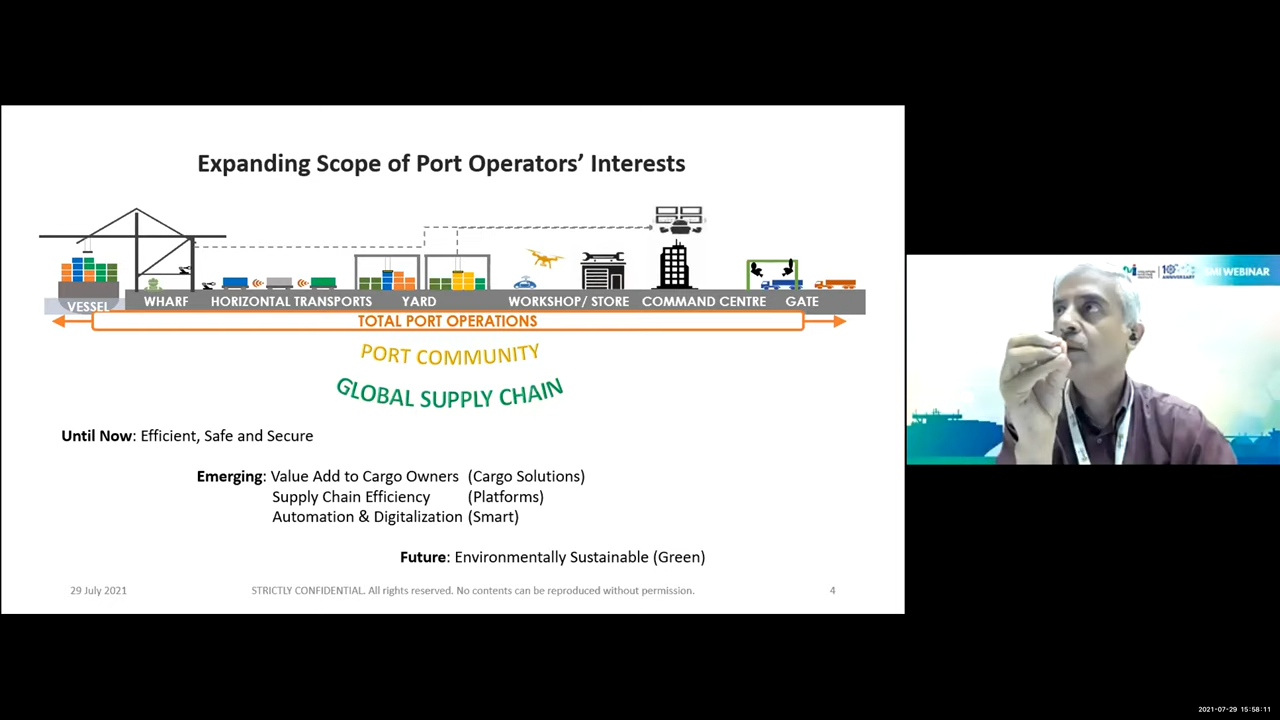 Expanding Scope of Port Operators’ Interests
VESSEL
WHARF
HORIZONTAL TRANSPORTS
YARD
WORKSHOP/ STORE
COMMAND CENTRE
GATE
TOTAL PORT OPERATIONS
PORT COMMUNITY
GLOBAL SUPPLY CHAIN
Until Now: Efficient, Safe and Secure
Emerging: Value Add to Cargo Owners (Cargo Solutions)
Supply Chain Efficiency (Platforms)
Automation & Digitalization (Smart)
Future: Environmentally Sustainable (Green)
29 July 2021
STRICTLY CONFIDENTIAL. All rights reserved. No contents can be reproduced without permission.
4
ANNIVERSARY
MI WEBINAR
2021-07-29 15:58:11